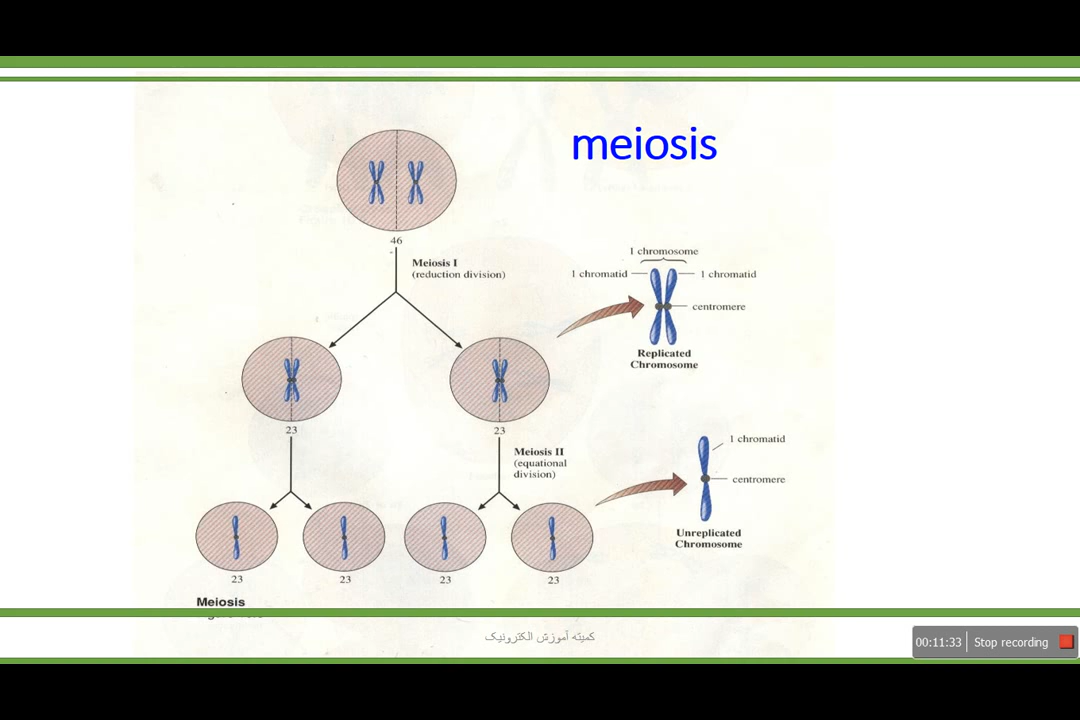 meiosis
46
Meiosis I
(reduction division)
1 chromosome
1 chromatid
1 chromatid
centromere
Replicated
Chromosome
23
23
Meiosis II
(equational
division)
1 chromatid
centromere
Unreplicated
Chromosome
23
23
23
23
Meiosis
کمیته آموزش الکترونیک
00:11:33
Stop recording